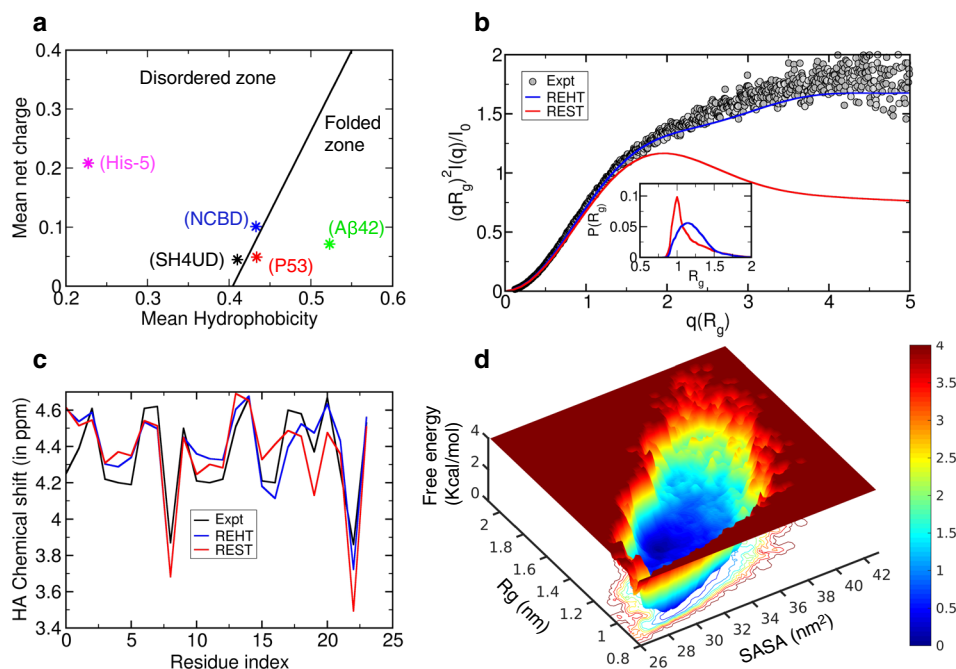 a
0.4
0.3
0.2
0.1
0
0.2
0.3
0.4
0.5
0.6
Mean net charge
Mean Hydrophobicity
Disordered zone
Folded
zone
(His-5)
(NCBD)
(Aβ42)
(SH4UD)
(P53)
b
2
1.5
1
0.5
0
0
1
2
3
4
5
(qRg)2I(q)/I0
q(Rg)
Expt
REHT
REST
0.1
0.05
0
0.5
1
1.5
2
P(Rg)
Rg
c
4.6
4.4
4.2
4
3.8
3.6
3.4
0
5
10
15
20
25
HA Chemical shift (in ppm)
Residue index
Expt
REHT
REST
d
Free energy
(Kcal/mol)
4
2
0
2
1.8
1.6
1.4
1.2
1
0.8
Rg (nm)
26
28
30
32
34
36
38
40
42
SASA (nm2)
4
3.5
3
2.5
2
1.5
1
0.5
0